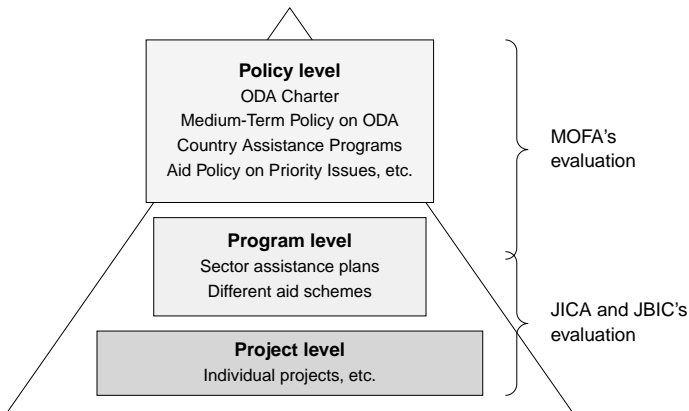 Policy level
ODA Charter
Medium-Term Policy on ODA
Country Assistance Programs
Aid Policy on Priority Issues, etc.
MOFA's
evaluation
Program level
Sector assistance plans
Different aid schemes
JICA and JBIC's
evaluation
Project level
Individual projects, etc.